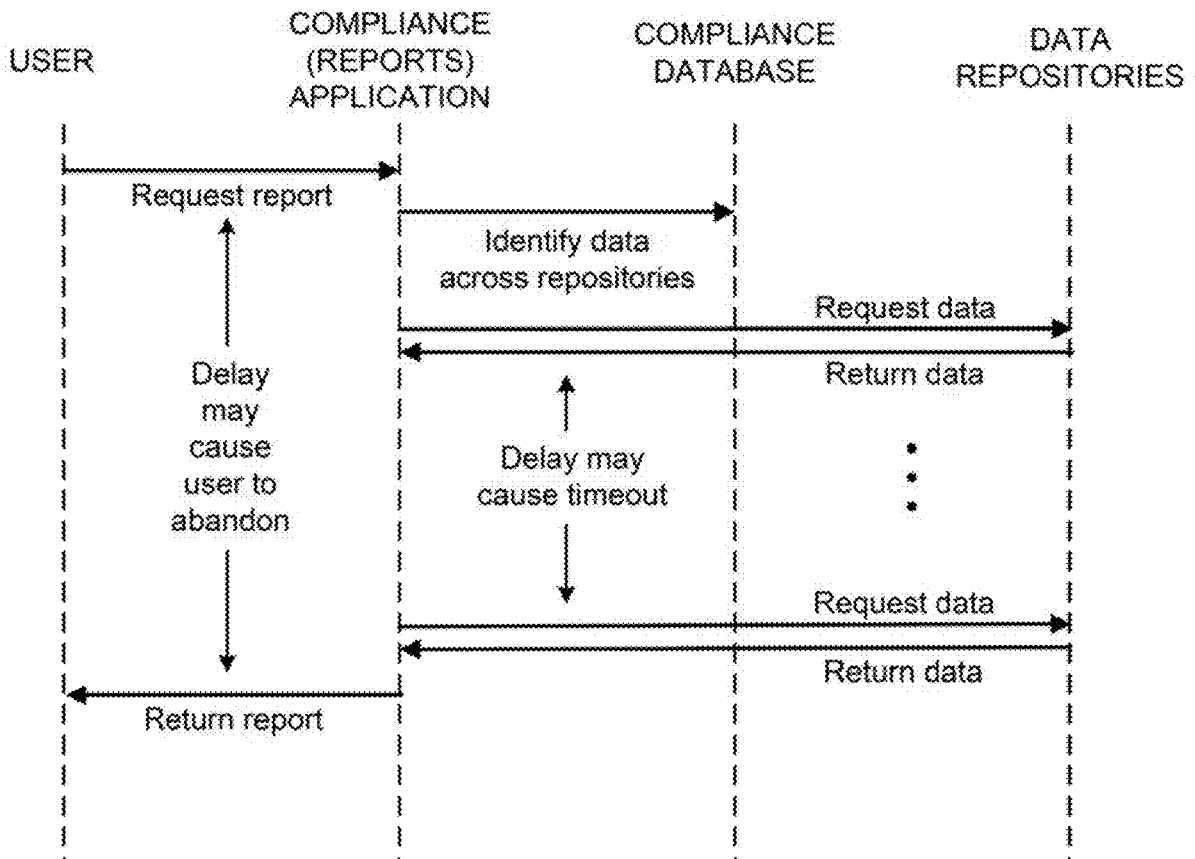 USER
COMPLIANCE
(REPORTS)
APPLICATION
COMPLIANCE
DATABASE
DATA
REPOSITORIES
Request report
Identify data
across repositories
Request data
Return data
Delay
may
cause
user to
abandon
Delay may
cause timeout
Request data
Return data
Return report